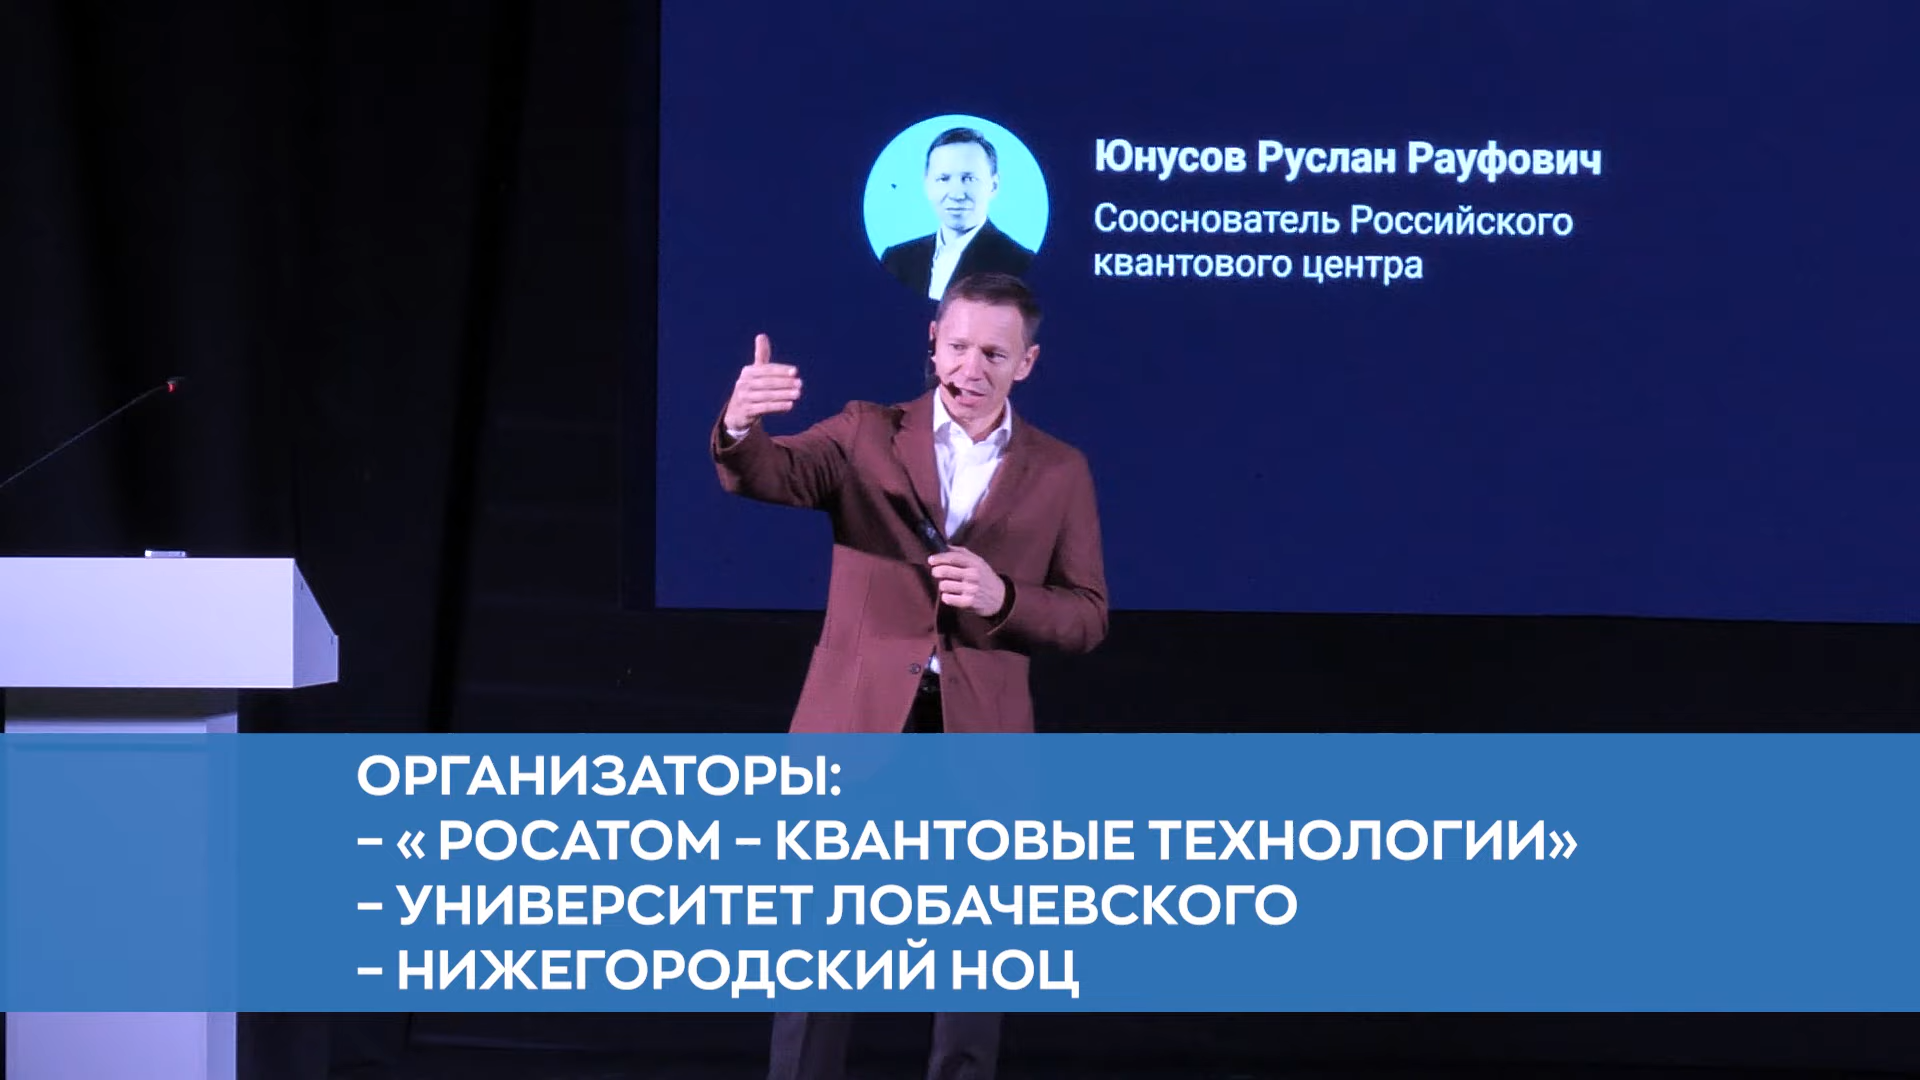 Юнусов Руслан Рауфович
Сооснователь Российского
квантового центра
ОРГАНИЗАТОРЫ:
– « РОСАТОМ – КВАНТОВЫЕ ТЕХНОЛОГИИ»
– УНИВЕРСИТЕТ ЛОБАЧЕВСКОГО
– НИЖЕГОРОДСКИЙ НОЦ